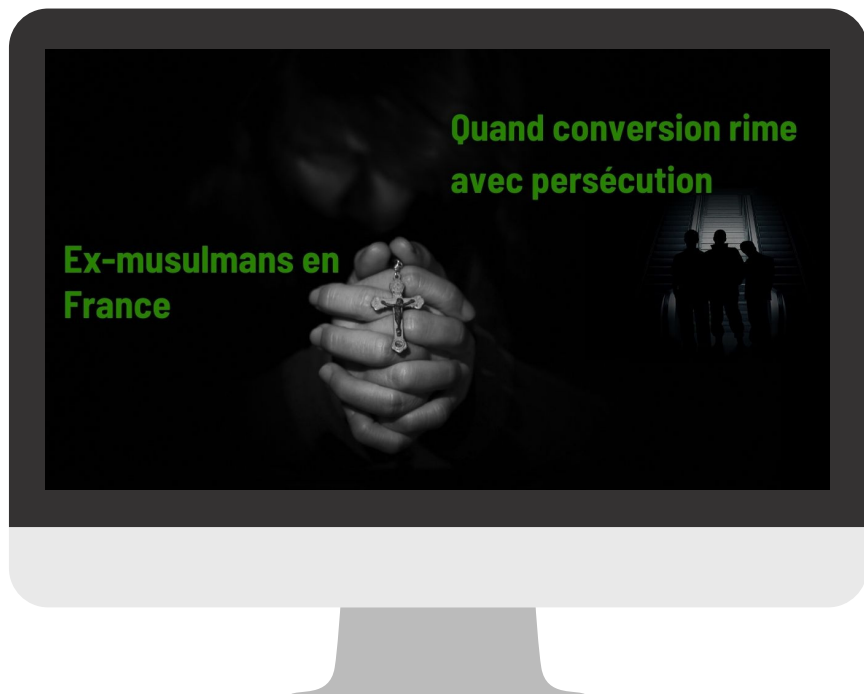 Quand conversion rime
avec persécution
Ex-musulmans en
France